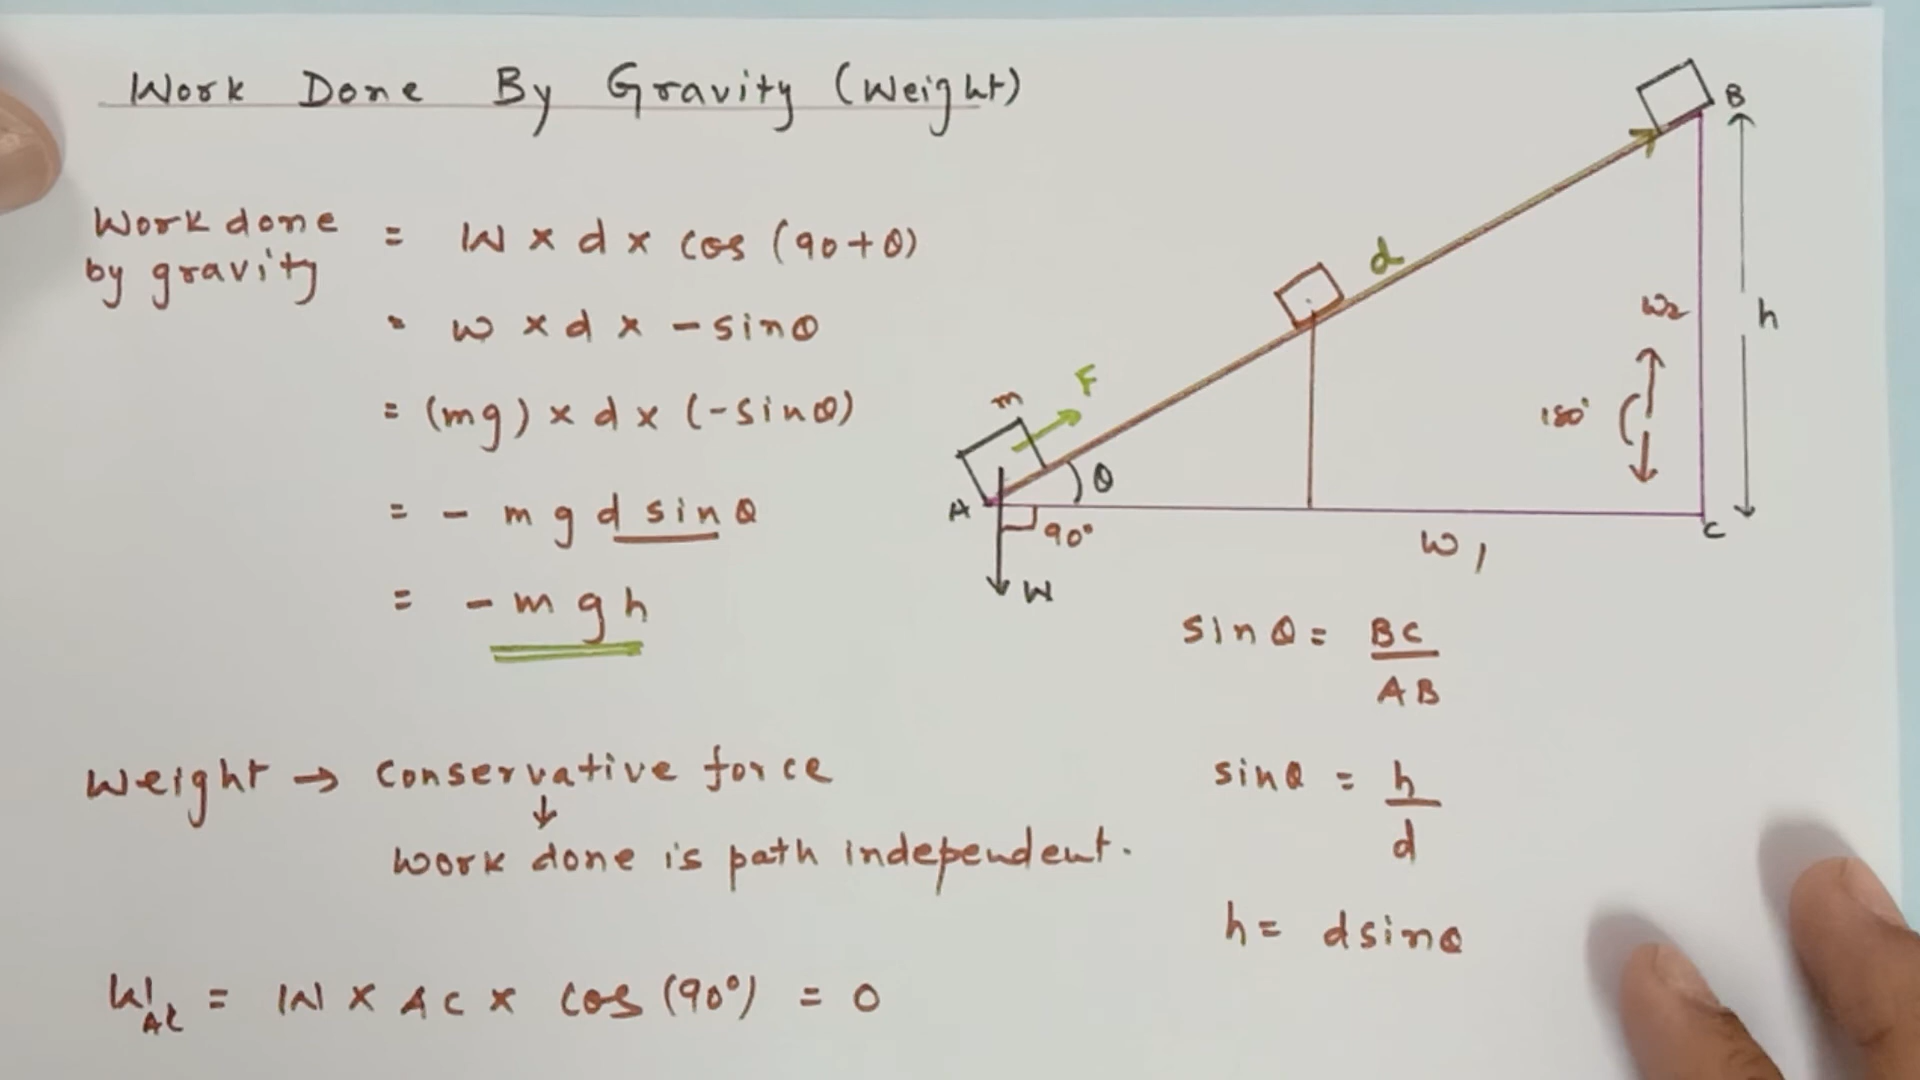 Work Done By Gravity (Weight)
Work done by gravity = W × d × cos (90+θ)
= W × d × - sinθ
= (mg) × d × (-sinθ)
= - m g d sinθ
= - m g h
Weight → Conservative force
↓
Work done is path independent.
W_AC = W × AC × cos (90°) = 0
B
d
h
W2
180°
F
m
θ
A
90°
W
W1
C
sinθ = BC/AB
sinθ = h/d
h = d sinθ